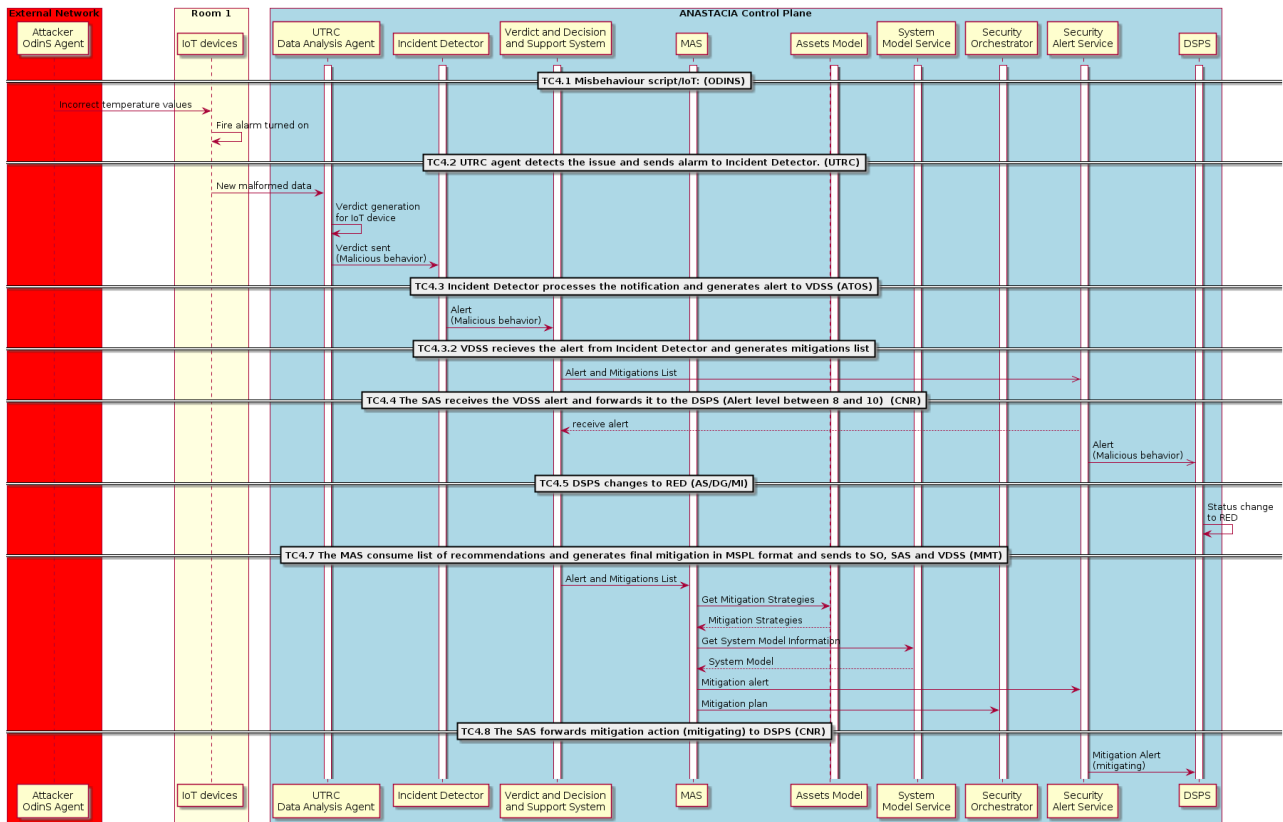 External Network
Room 1
ANASTACIA Control Plane
Attacker
OdinS Agent
IoT devices
UTRC
Data Analysis Agent
Incident Detector
Verdict and Decision
and Support System
MAS
Assets Model
System
Model Service
Security
Orchestrator
Security
Alert Service
DSPS
TC4.1 Misbehaviour script/IoT: (ODINS)
Incorrect temperature values
Fire alarm turned on
TC4.2 UTRC agent detects the issue and sends alarm to Incident Detector. (UTRC)
New malformed data
Verdict generation
for IoT device
Verdict sent
(Malicious behavior)
TC4.3 Incident Detector processes the notification and generates alert to VDSS (ATOS)
Alert
(Malicious behavior)
TC4.3.2 VDSS recieves the alert from Incident Detector and generates mitigations list
Alert and Mitigations List
TC4.4 The SAS receives the VDSS alert and forwards it to the DSPS (Alert level between 8 and 10) (CNR)
receive alert
Alert
(Malicious behavior)
TC4.5 DSPS changes to RED (AS/DG/MI)
Status change
to RED
TC4.7 The MAS consume list of recommendations and generates final mitigation in MSPL format and sends to SO, SAS and VDSS (MMT)
Alert and Mitigations List
Get Mitigation Strategies
Mitigation Strategies
Get System Model Information
System Model
Mitigation alert
Mitigation plan
TC4.8 The SAS forwards mitigation action (mitigating) to DSPS (CNR)
Mitigation Alert
(mitigating)
Attacker
OdinS Agent
IoT devices
UTRC
Data Analysis Agent
Incident Detector
Verdict and Decision
and Support System
MAS
Assets Model
System
Model Service
Security
Orchestrator
Security
Alert Service
DSPS